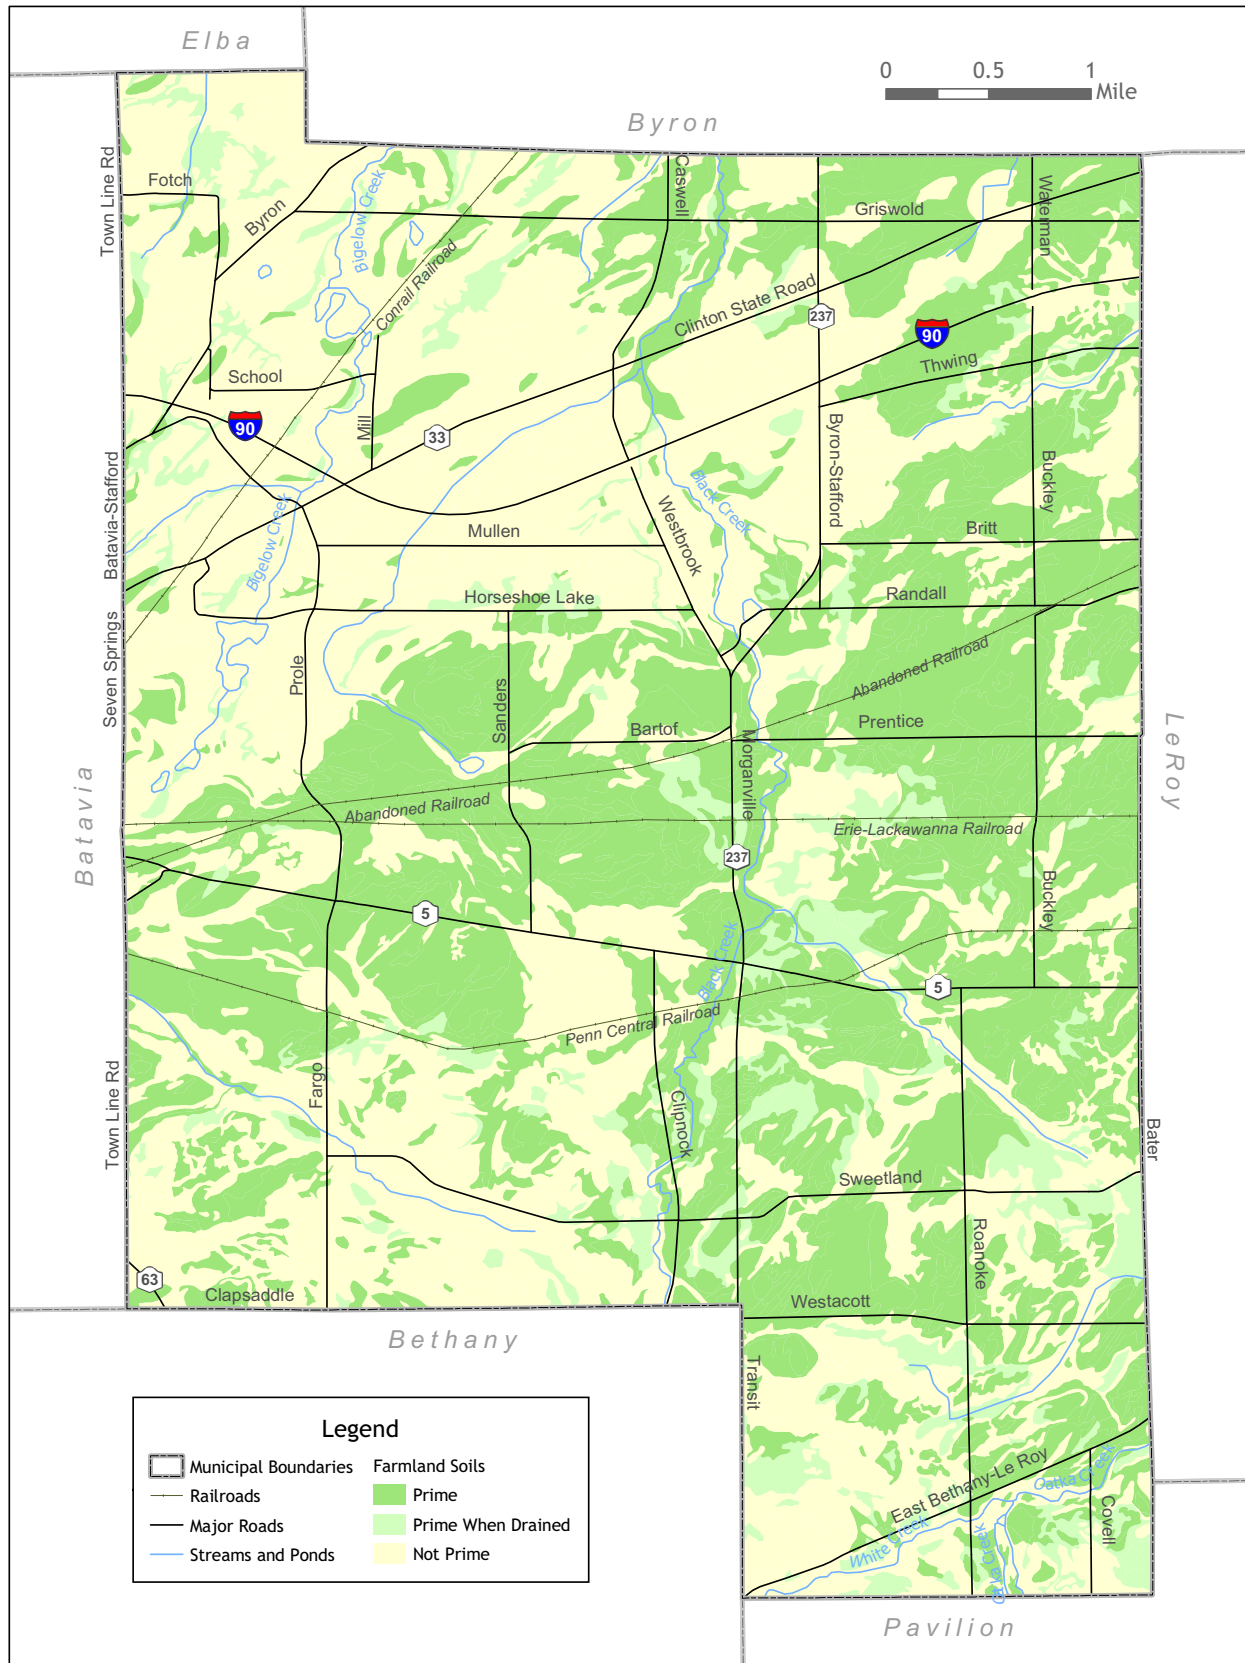 Elba
0 0.5 1
Mile
Byron
Town Line Rd
Fotch
Byron
Bigelow Creek
Conrail Railroad
Caswell
Griswold
Waterman
Clinton State Road
237
90
Thwing
School
Mill
90
33
Batavia-Stafford
Byron-Stafford
Buckley
Black Creek
Westbrook
Mullen
Britt
Bigelow Creek
Horseshoe Lake
Randall
Seven Springs
Prole
Sanders
Abandoned Railroad
Bartof
Prentice
Morganville
LeRoy
Batavia
Abandoned Railroad
Erie-Lackawanna Railroad
237
Buckley
5
Black Creek
5
Penn Central Railroad
Town Line Rd
Fargo
Clipnock
Bater
Sweetland
Roanoke
63
Clapsaddle
Westacott
Bethany
Transit
East Bethany-Le Roy
Oatka Creek
White Creek
Covell
Pavilion
Legend
Municipal Boundaries
Railroads
Major Roads
Streams and Ponds
Farmland Soils
Prime
Prime When Drained
Not Prime